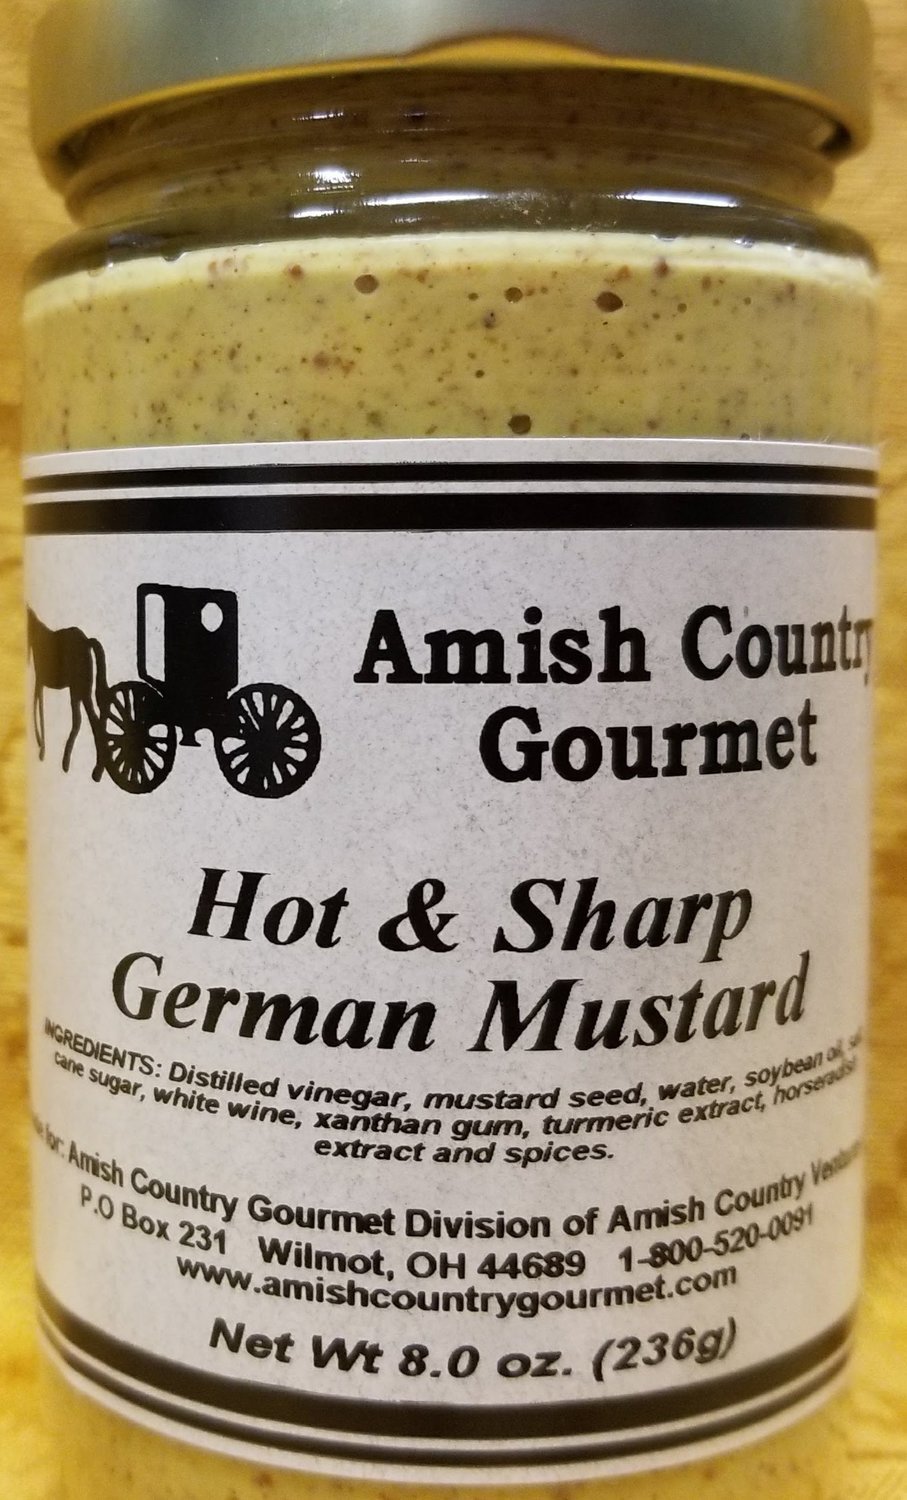 Amish Country
Gourmet
Hot & Sharp
German Mustard
INGREDIENTS: Distilled vinegar, mustard seed, water, soybean oil,
cane sugar, white wine, xanthan gum, turmeric extract, horseradish
extract and spices.
for: Amish Country Gourmet Division of Amish Country
P.O Box 231 Wilmot, OH 44689 1-800-520-0091
www.amishcountrygourmet.com
Net Wt 8.0 oz. (236g)